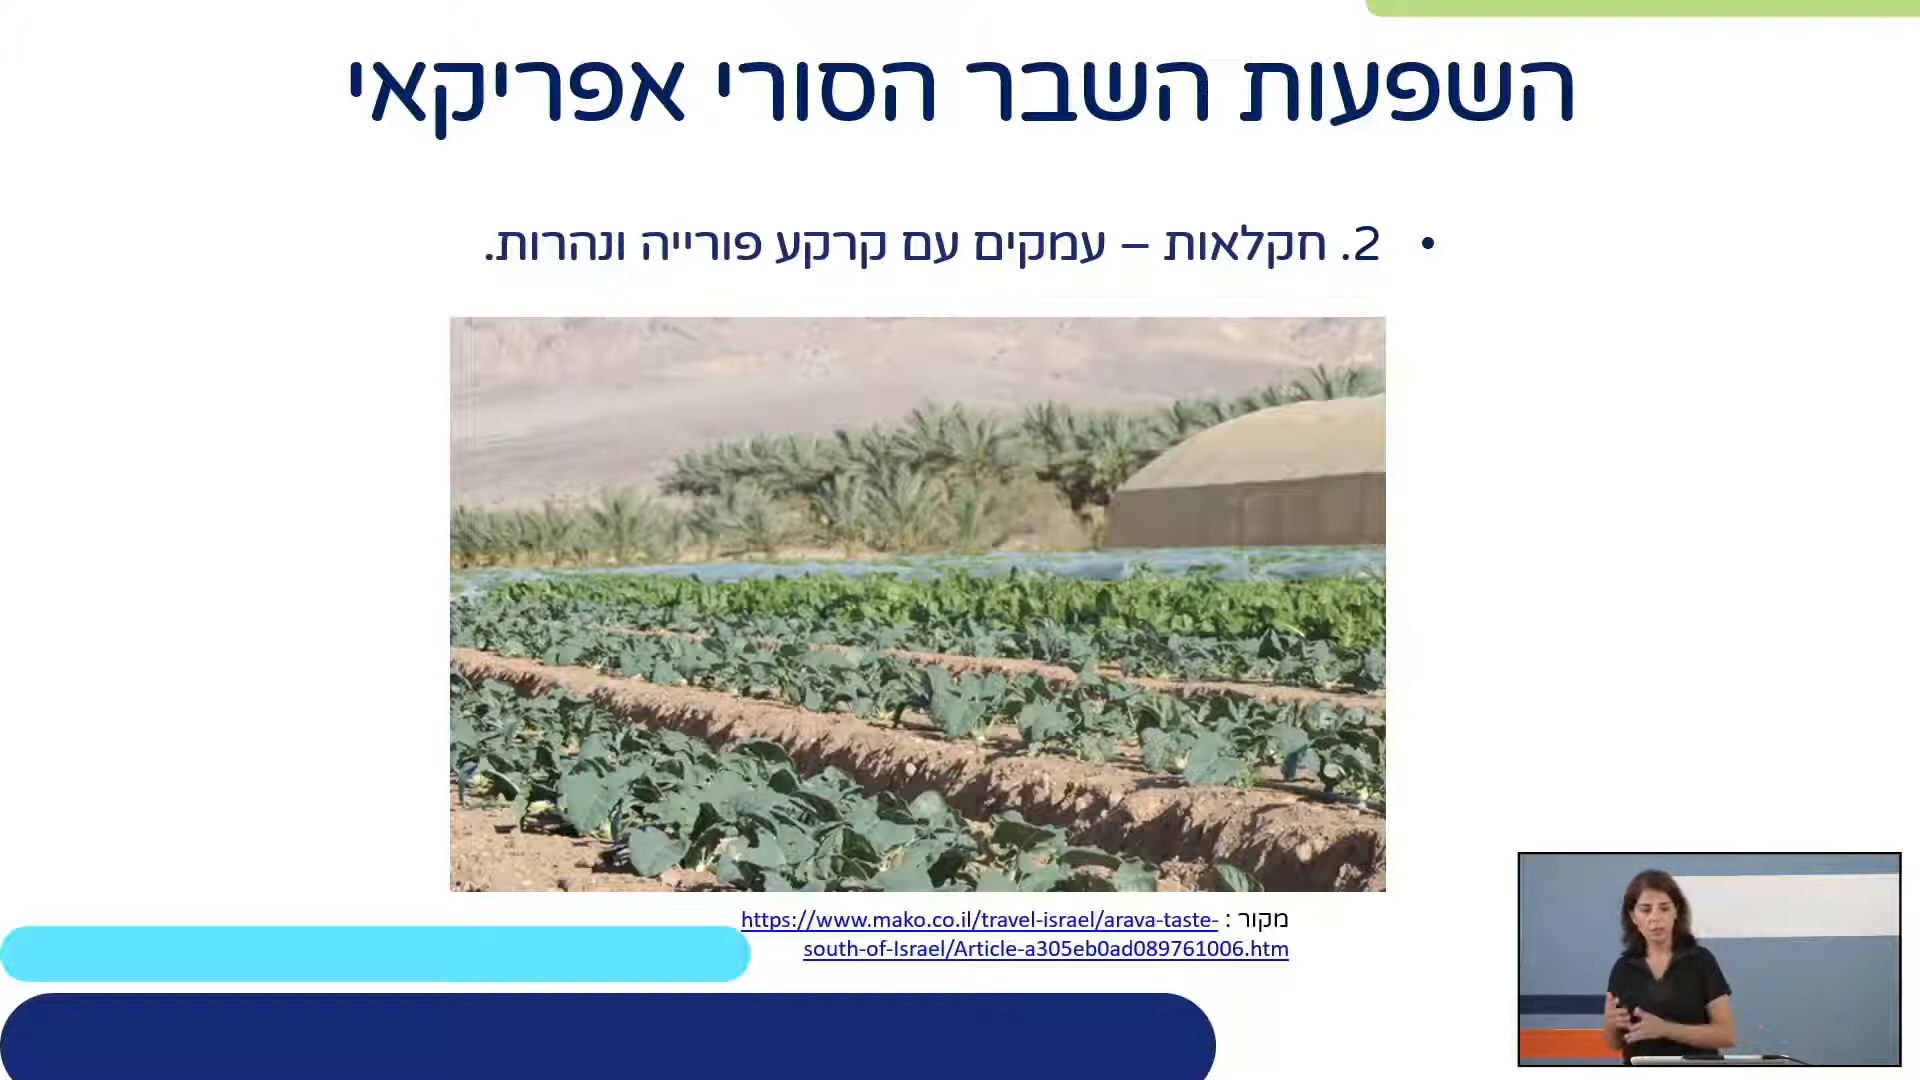 השפעות השבר הסורי אפריקאי
• 2. חקלאות – עמקים עם קרקע פורייה ונהרות.
מקור : https://www.mako.co.il/travel-israel/arava-taste-
south-of-Israel/Article-a305eb0ad089761006.htm